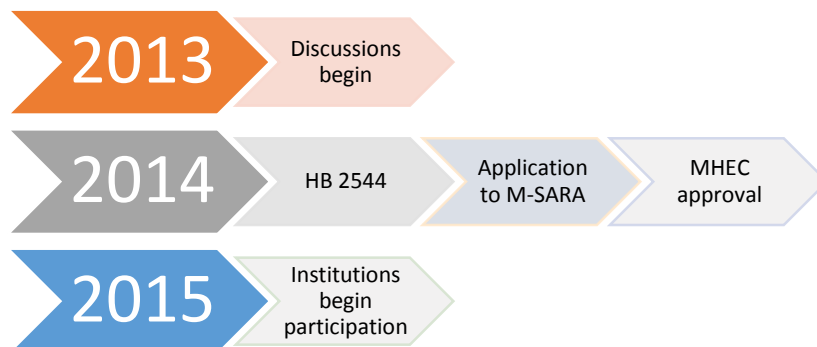 2013
Discussions
begin
2014
HB 2544
Application
to M-SARA
MHEC
approval
2015
Institutions
begin
participation